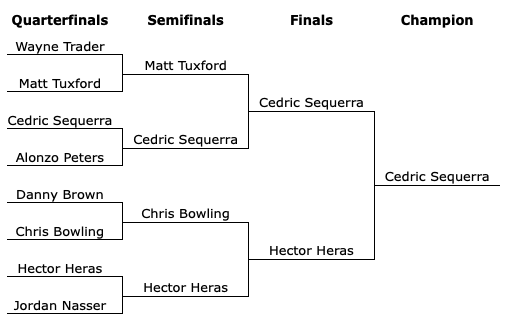 Quarterfinals Semifinals Finals Champion
Wayne Trader
Matt Tuxford
Matt Tuxford
Cedric Sequerra
Cedric Sequerra
Cedric Sequerra
Alonzo Peters
Cedric Sequerra
Danny Brown
Chris Bowling
Chris Bowling
Hector Heras
Hector Heras
Hector Heras
Jordan Nasser